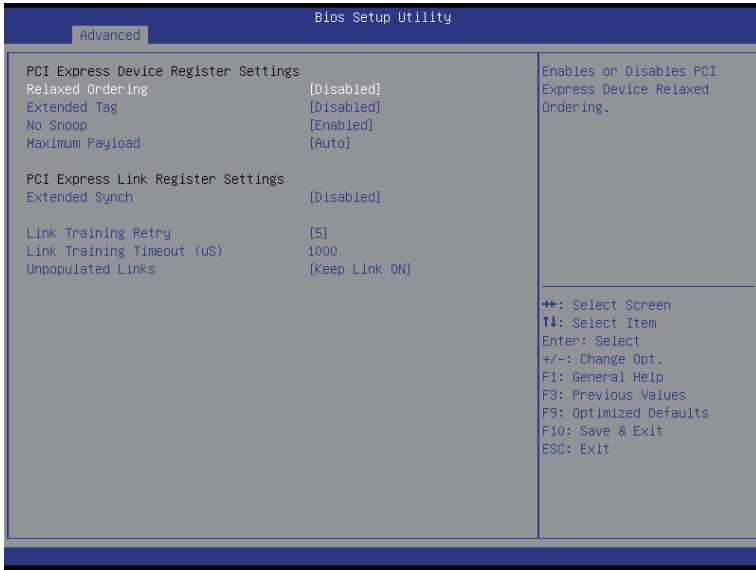 Bios Setup Utility
Advanced
PCI Express Device Register Settings
Relaxed Ordering [Disabled]
Extended Tag [Disabled]
No Snoop [Enabled]
Maximum Payload [Auto]
PCI Express Link Register Settings
Extended Synch [Disabled]
Link Training Retry [5]
Link Training Timeout (uS) 1000
Unpopulated Links [Keep Link ON]
Enables or Disables PCI
Express Device Relaxed
Ordering.
→←: Select Screen
↑↓: Select Item
Enter: Select
+/-: Change Opt.
F1: General Help
F3: Previous Values
F9: Optimized Defaults
F10: Save & Exit
ESC: Exit